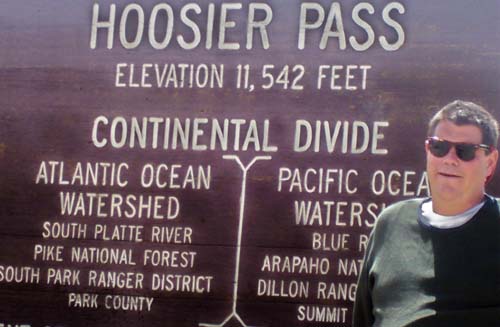 HOOSIER PASS
ELEVATION 11,542 FEET
CONTINENTAL DIVIDE
ATLANTIC OCEAN
WATERSHED
SOUTH PLATTE RIVER
PIKE NATIONAL FOREST
SOUTH PARK RANGER DISTRICT
PARK COUNTY
PACIFIC OCEAN
WATERS
BLUE R
ARAPAHO NAT
DILLON RANG
SUMMIT